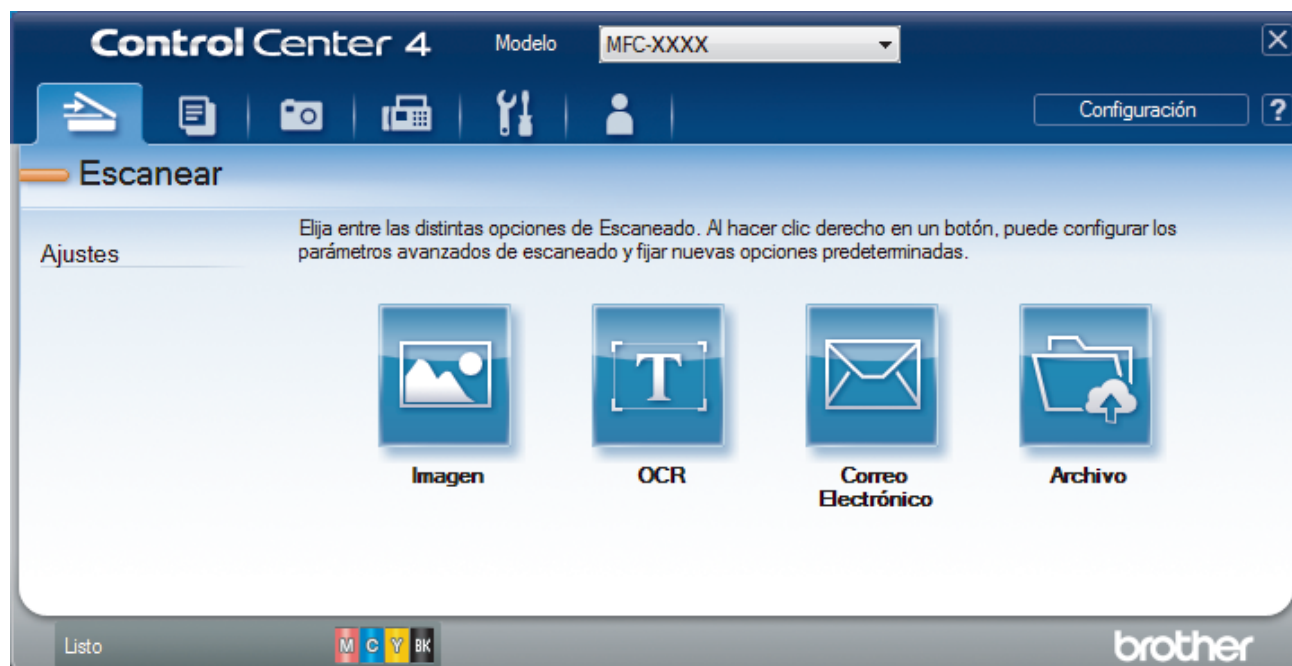 Control Center 4
Modelo
MFC-XXXX
Configuración
?
Escanear
Ajustes
Elija entre las distintas opciones de Escaneado. Al hacer clic derecho en un botón, puede configurar los
parámetros avanzados de escaneado y fijar nuevas opciones predeterminadas.
T
Imagen
OCR
Correo
Electrónico
Archivo
Listo
M C Y BK
brother